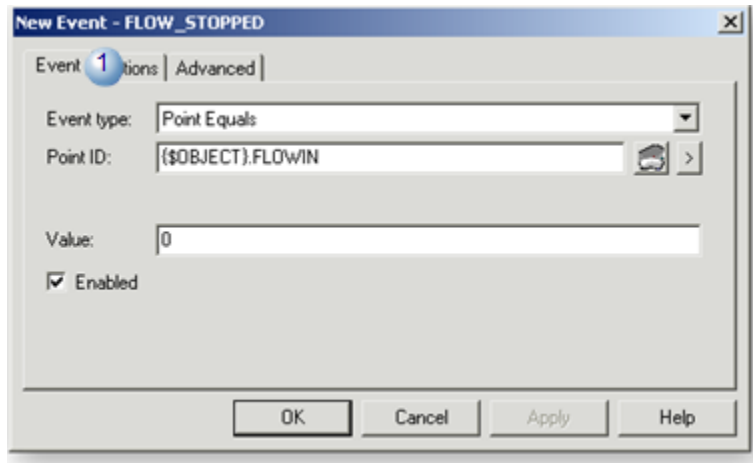 New Event - FLOW_STOPPED
Event 1 tions Advanced
Event type: Point Equals
Point ID: {$OBJECT}.FLOWIN >
Value: 0
Enabled
OK Cancel Apply Help